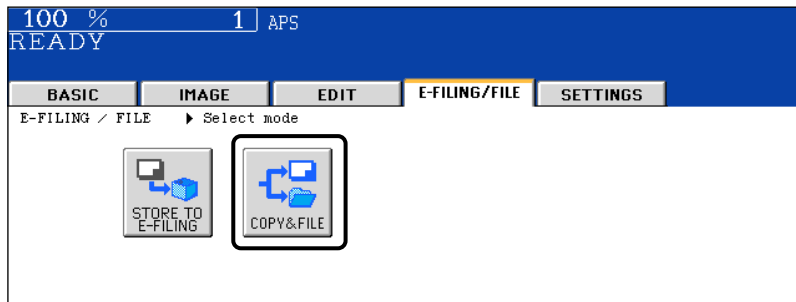 100 % 1 APS
READY
BASIC IMAGE EDIT E-FILING/FILE SETTINGS
E-FILING / FILE ▶ Select mode
STORE TO
E-FILING
COPY&FILE